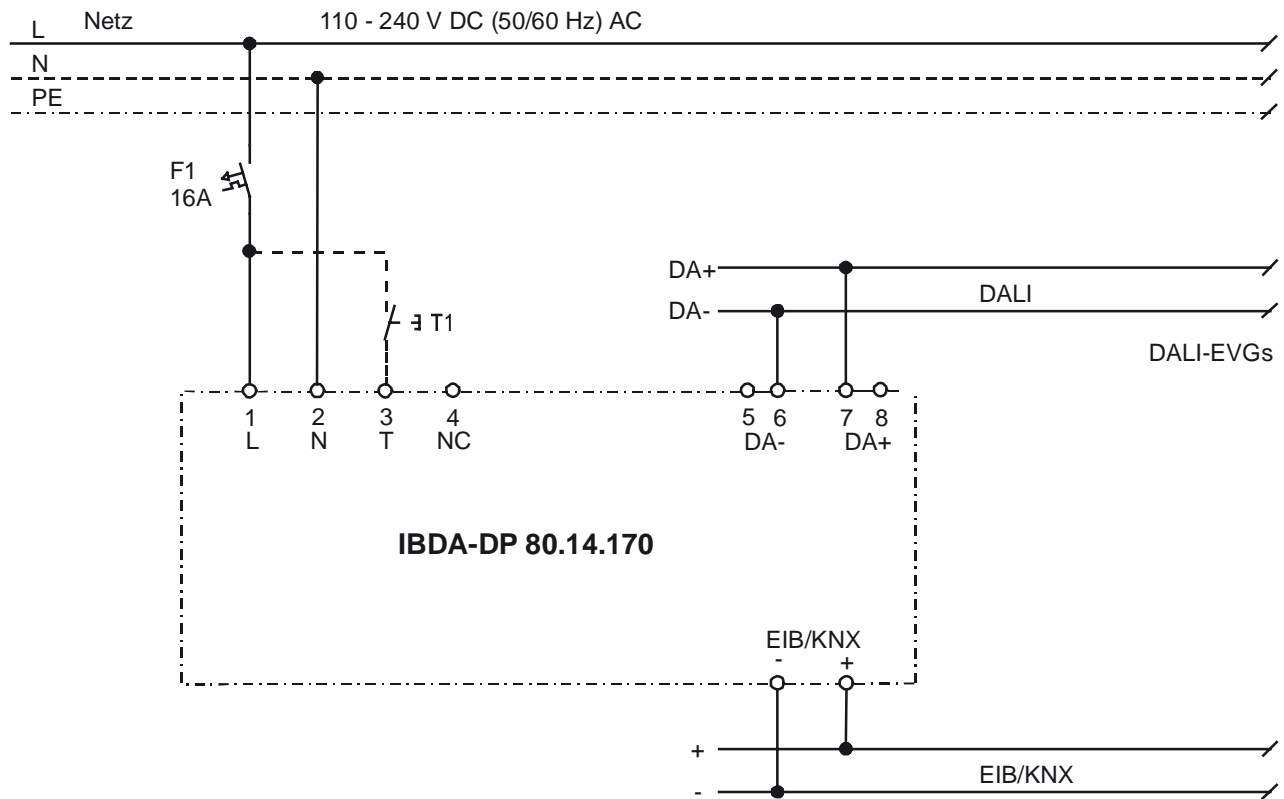 L Netz 110 - 240 V DC (50/60 Hz) AC
N
PE
F1
16A
DA+
DALI
DA-
T1
DALI-EVGs
1 2 3 4 5 6 7 8
L N T NC DA- DA+
IBDA-DP 80.14.170
EIB/KNX
- +
+
EIB/KNX
-